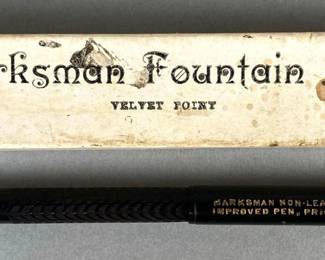 rksman Fountain
VELVET POINT
MARKSMAN NON-LEA
IMPROVED PEN, PR